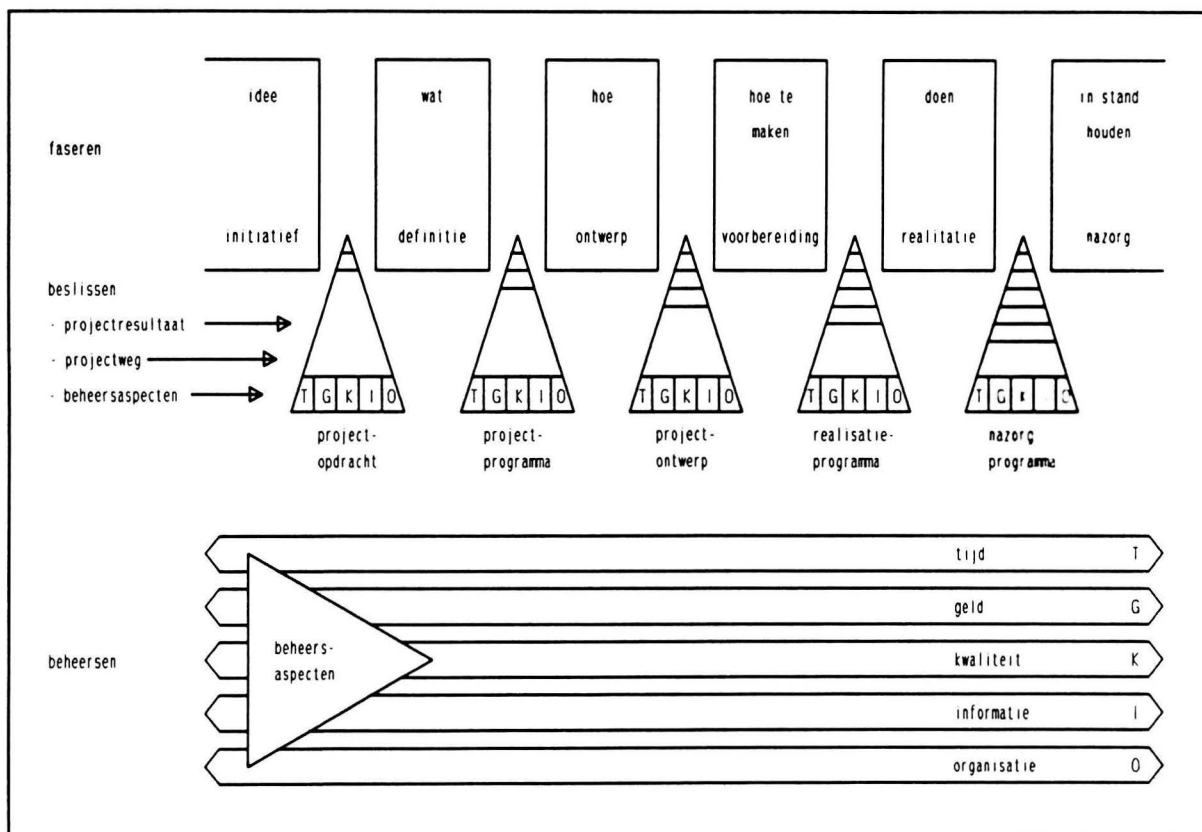 idee
wat
hoe
hoe te
maken
doen
in stand
houden
faseren
initiatief
definitie
ontwerp
voorbereiding
realitatie
nazorg
beslissen
- projectresultaat
- projectweg
- beheersaspecten
T G K I O
T G K I O
T G K I O
T G K I O
T G K
project-
opdracht
project-
programma
project-
ontwerp
realisatie-
programma
nazorg
programma
beheersen
beheers-
aspecten
tijd T
geld G
kwaliteit K
informatie I
organisatie O